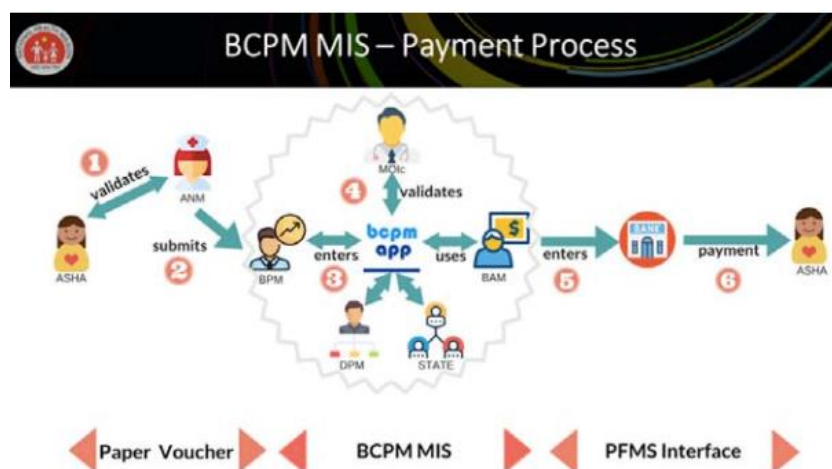 BCPM MIS – Payment Process
1
validates
ANM
ASHA
submits
2
BPM
enters
3
MOIc
4
validates
bcpm
app
uses
BAM
DPM
STATE
enters
5
BANK
payment
6
ASHA
Paper Voucher
BCPM MIS
PFMS Interface